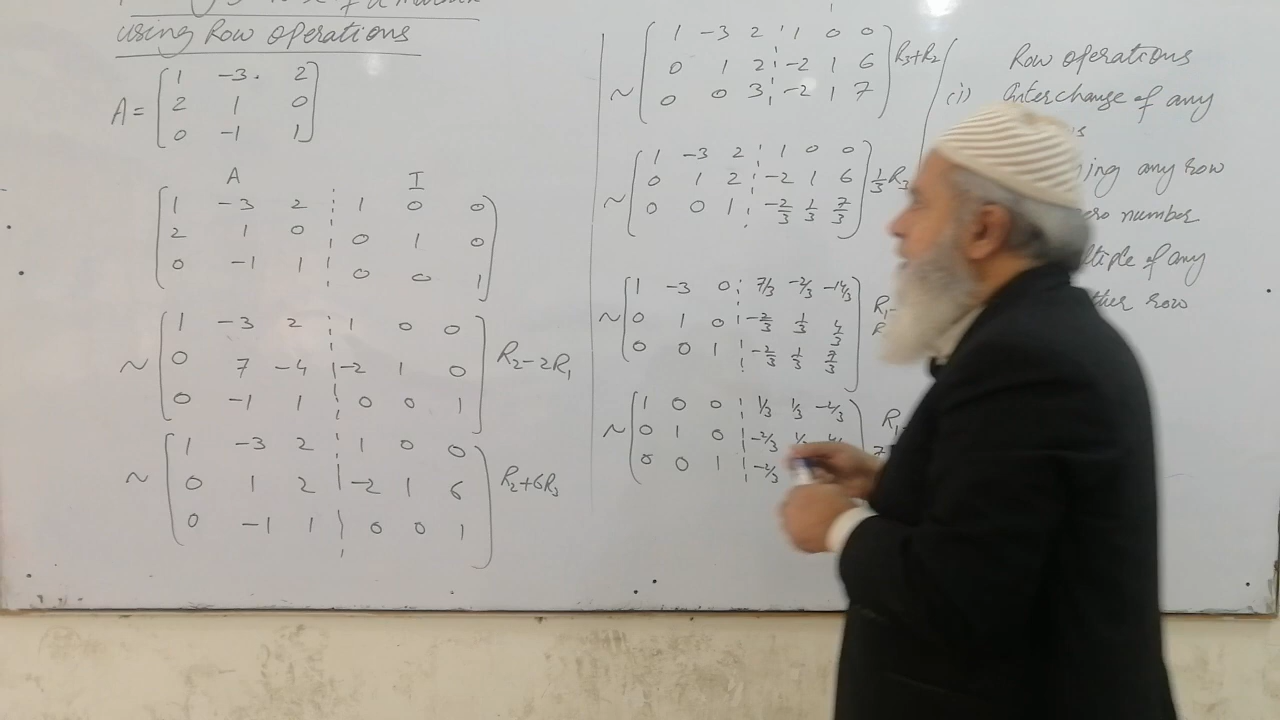 using Row operations
A = [1 -3 2
2 1 0
0 -1 1]
A I
[1 -3 2 ¦ 1 0 0
2 1 0 ¦ 0 1 0
0 -1 1 ¦ 0 0 1]
~ [1 -3 2 ¦ 1 0 0
0 7 -4 ¦ -2 1 0
0 -1 1 ¦ 0 0 1] R₂-2R₁
~ [1 -3 2 ¦ 1 0 0
0 1 2 ¦ -2 1 6
0 -1 1 ¦ 0 0 1] R₂+6R₃
~ [1 -3 2 ¦ 1 0 0
0 1 2 ¦ -2 1 6
0 0 3 ¦ -2 1 7] R₃+R₂
~ [1 -3 2 ¦ 1 0 0
0 1 2 ¦ -2 1 6
0 0 1 ¦ -2/3 1/3 7/3] 1/3 R₃
~ [1 -3 0 ¦ 7/3 -2/3 -14/3
0 1 0 ¦ -2/3 1/3 4/3
0 0 1 ¦ -2/3 1/3 7/3] R₁-
~ [1 0 0 ¦ 1/3 1/3 -2/3
0 1 0 ¦ -2/3
0 0 1 ¦ -2/3
R₁
Row operations
(i) Interchange of any
any row
number
of any
row